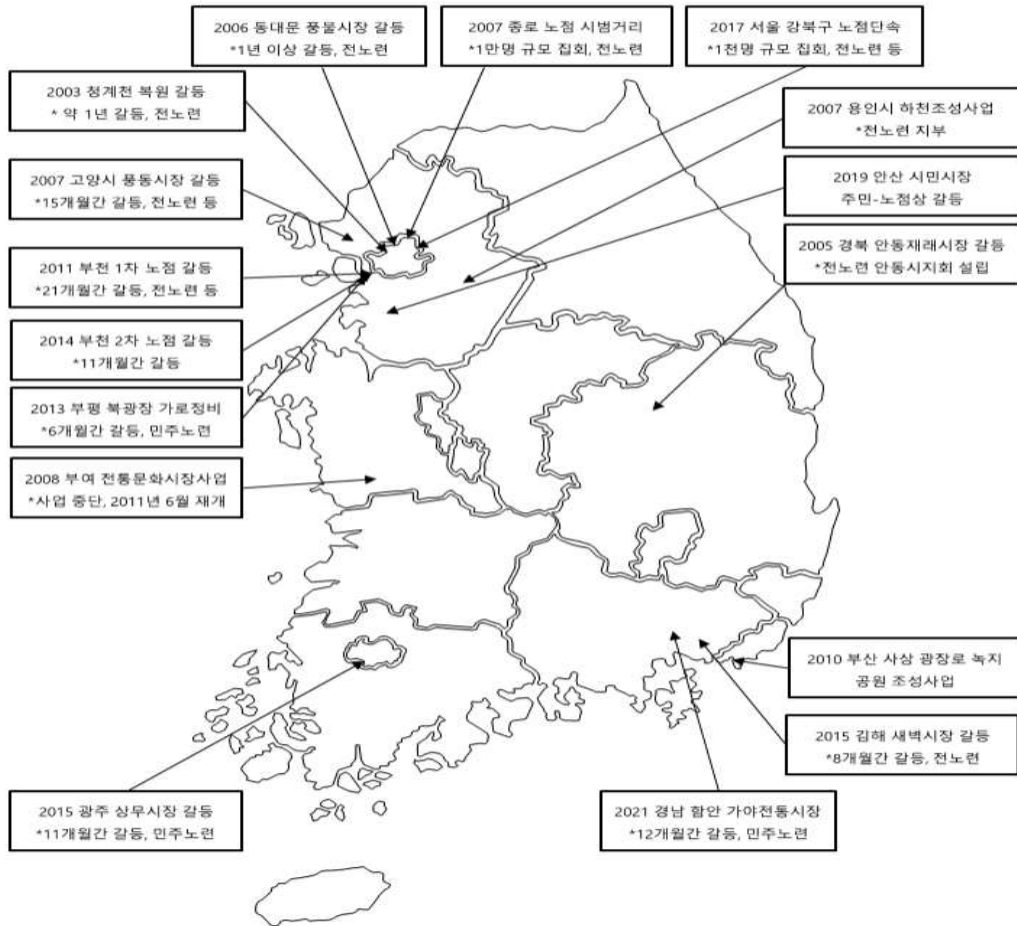 2006 동대문 풍물시장 갈등
*1년 이상 갈등, 전노련
2007 종로 노점 시범거리
*1만명 규모 집회, 전노련
2017 서울 강북구 노점단속
*1천명 규모 집회, 전노련 등
2003 청계천 복원 갈등
* 약 1년 갈등, 전노련
2007 용인시 하천조성사업
*전노련 지부
2007 고양시 풍동시장 갈등
*15개월간 갈등, 전노련 등
2019 안산 시민시장
주민-노점상 갈등
2011 부천 1차 노점 갈등
*21개월간 갈등, 전노련 등
2005 경북 안동재래시장 갈등
*전노련 안동시지회 설립
2014 부천 2차 노점 갈등
*11개월간 갈등
2013 부평 북광장 가로정비
*6개월간 갈등, 민주노련
2008 부여 전통문화시장사업
*사업 중단, 2011년 6월 재개
2010 부산 사상 광장로 녹지
공원 조성사업
2015 김해 새벽시장 갈등
*8개월간 갈등, 전노련
2015 광주 상무시장 갈등
*11개월간 갈등, 민주노련
2021 경남 함안 가야전통시장
*12개월간 갈등, 민주노련